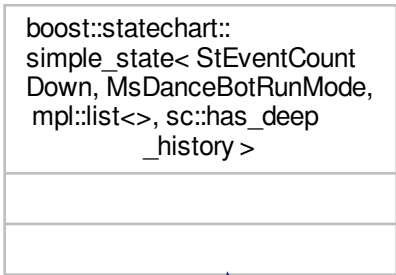 boost::statechart::
simple_state< StEventCount
Down, MsDanceBotRunMode,
mpl::list<>, sc::has_deep
_history >